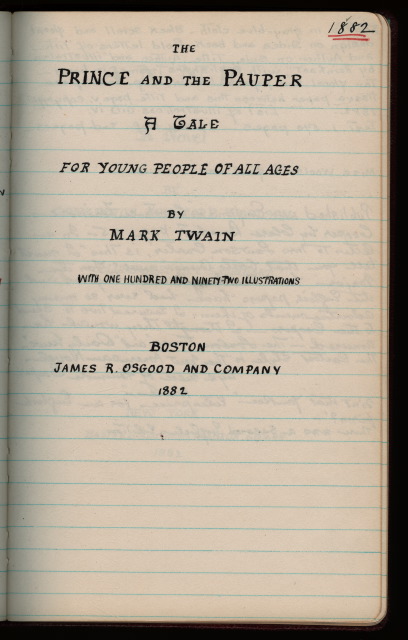 1882
THE
PRINCE AND THE PAUPER
A TALE
FOR YOUNG PEOPLE OF ALL AGES
BY
MARK TWAIN
WITH ONE HUNDRED AND NINETY-TWO ILLUSTRATIONS
BOSTON
JAMES R. OSGOOD AND COMPANY
1882